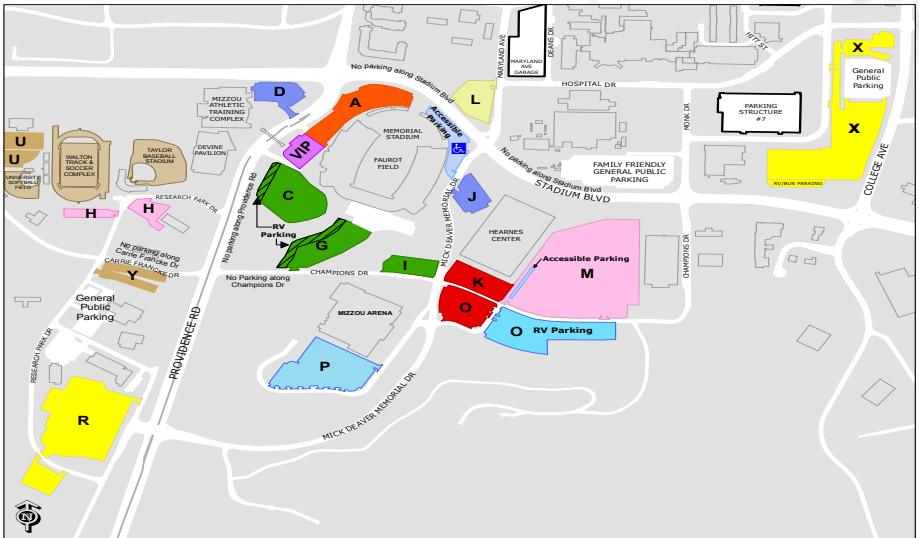 HITT ST
MARYLAND AVE
DEANS DR
MARYLAND
AVE
GARAGE
No Parking along Stadium Blvd
HOSPITAL DR
X
General
Public
Parking
D
A
L
MIZZOU
ATHLETIC
TRAINING
COMPLEX
Accessible
Parking
MONK DR
PARKING
STRUCTURE
#7
X
U
U
WALTON
TRACK &
SOCCER
COMPLEX
TAYLOR
BASEBALL
STADIUM
DEVINE
PAVILION
VIP
MEMORIAL
STADIUM
FAUROT
FIELD
No parking along Stadium Blvd
STADIUM BLVD
FAMILY FRIENDLY
GENERAL PUBLIC
PARKING
COLLEGE AVE
UNIVERSITY
SOFTBALL
FIELD
RV/BUS PARKING
C
J
H
H
RESEARCH PARK DR
No parking along Providence Rd
RV
Parking
G
MICK DEAVER MEMORIAL DR
HEARNES
CENTER
No parking along
Carrie Francke Dr
CARRIE FRANCKE DR
Y
I
Accessible Parking
M
CHAMPIONS DR
CHAMPIONS DR
No Parking along
Champions Dr
K
General
Public
Parking
PROVIDENCE RD
MIZZOU ARENA
O
O
RV Parking
RESEARCH PARK DR
P
R
MICK DEAVER MEMORIAL DR
N